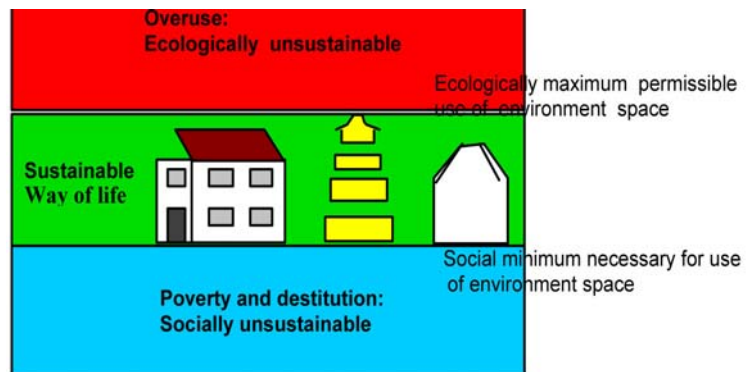 Overuse:
Ecologically unsustainable
Ecologically maximum permissible
use of environment space
Sustainable
Way of life
Social minimum necessary for use
of environment space
Poverty and destitution:
Socially unsustainable